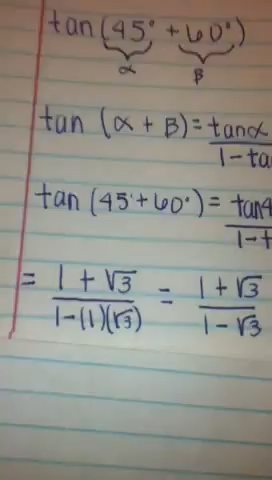 tan(45° + 60°)
α β
tan (α + β) = tanα
1 - ta
tan (45° + 60°) = tan4
1 - t
= 1 + √3 = 1 + √3
1 - (1)(√3) 1 - √3